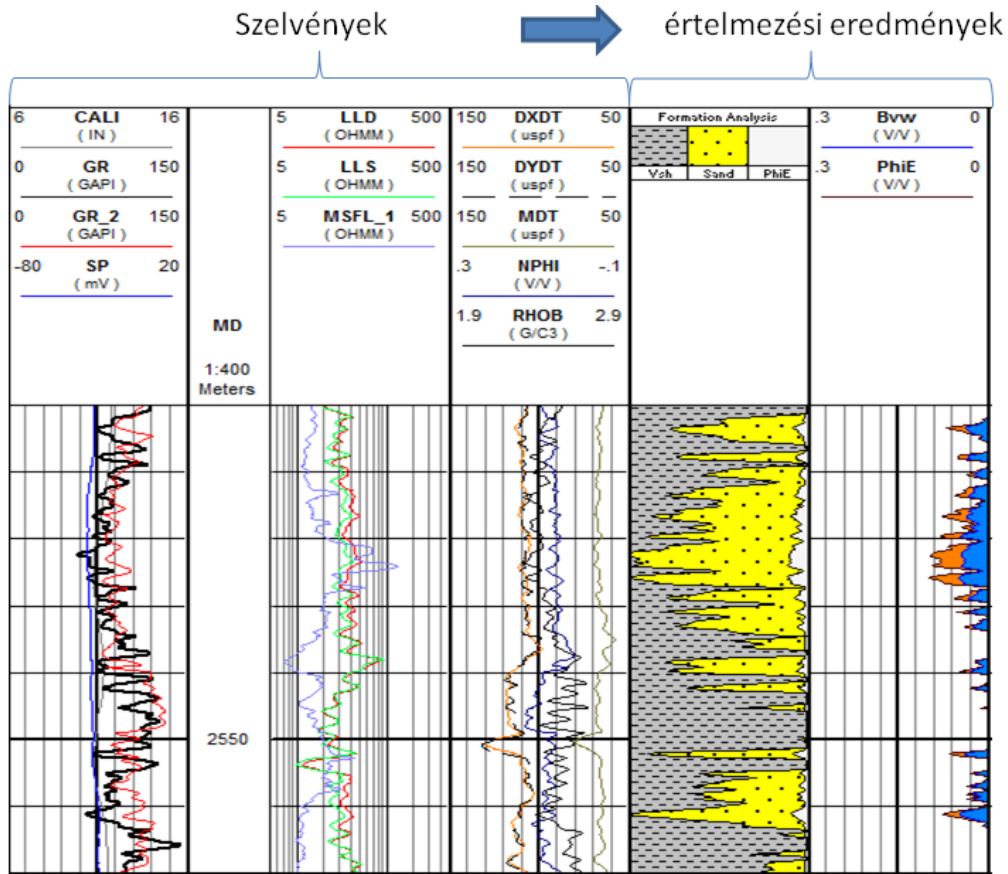 Szelvények
értelmezési eredmények
6 CALI 16
( IN )
0 GR 150
( GAPI )
0 GR_2 150
( GAPI )
-80 SP 20
( mV )
MD
1:400
Meters
5 LLD 500
( OHMM )
5 LLS 500
( OHMM )
5 MSFL_1 500
( OHMM )
150 DXDT 50
( uspf )
150 DYDT 50
( uspf )
150 MDT 50
( uspf )
.3 NPHI -.1
( V/V )
1.9 RHOB 2.9
( G/C3 )
Formation Analysis
Vsh Sand PhiE
.3 Bvw 0
( V/V )
.3 PhiE 0
( V/V )
2550